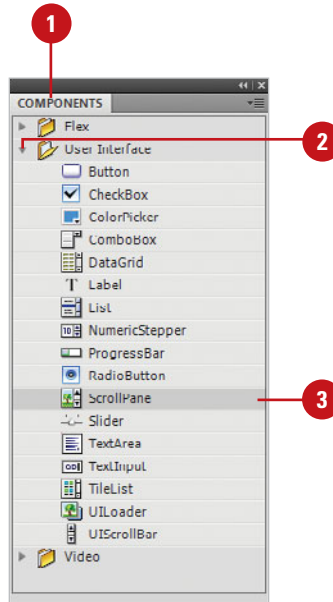 1
COMPONENTS
Flex
User Interface
2
Button
CheckBox
ColorPicker
ComboBox
DataGrid
Label
List
NumericStepper
ProgressBar
RadioButton
ScrollPane
3
Slider
TextArea
TextInput
TileList
UILoader
UIScrollBar
Video